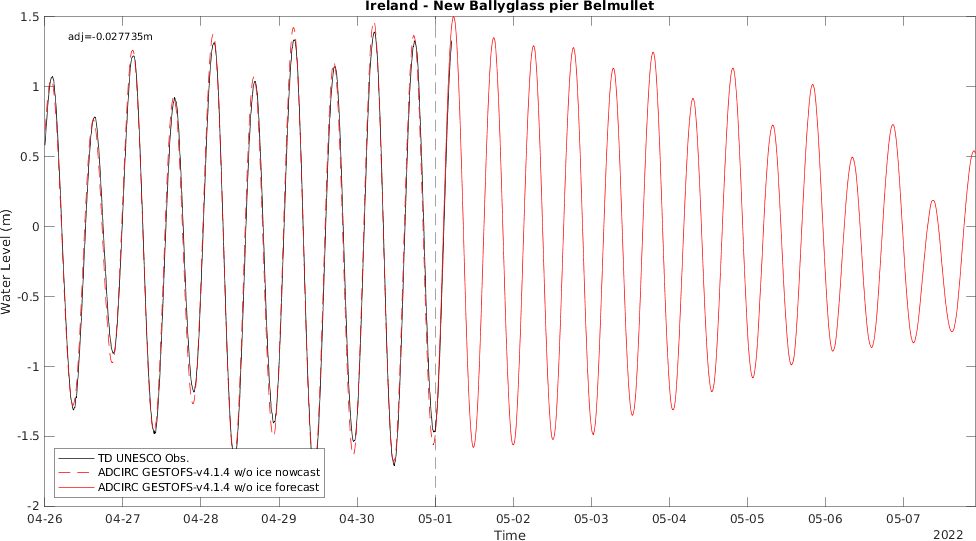 Ireland - New Ballyglass pier Belmullet
adj=-0.027735m
1.5
1
0.5
0
-0.5
-1
-1.5
-2
Water Level (m)
TD UNESCO Obs.
ADCIRC GESTOFS-v4.1.4 w/o ice nowcast
ADCIRC GESTOFS-v4.1.4 w/o ice forecast
04-26 04-27 04-28 04-29 04-30 05-01 05-02 05-03 05-04 05-05 05-06 05-07
Time
2022